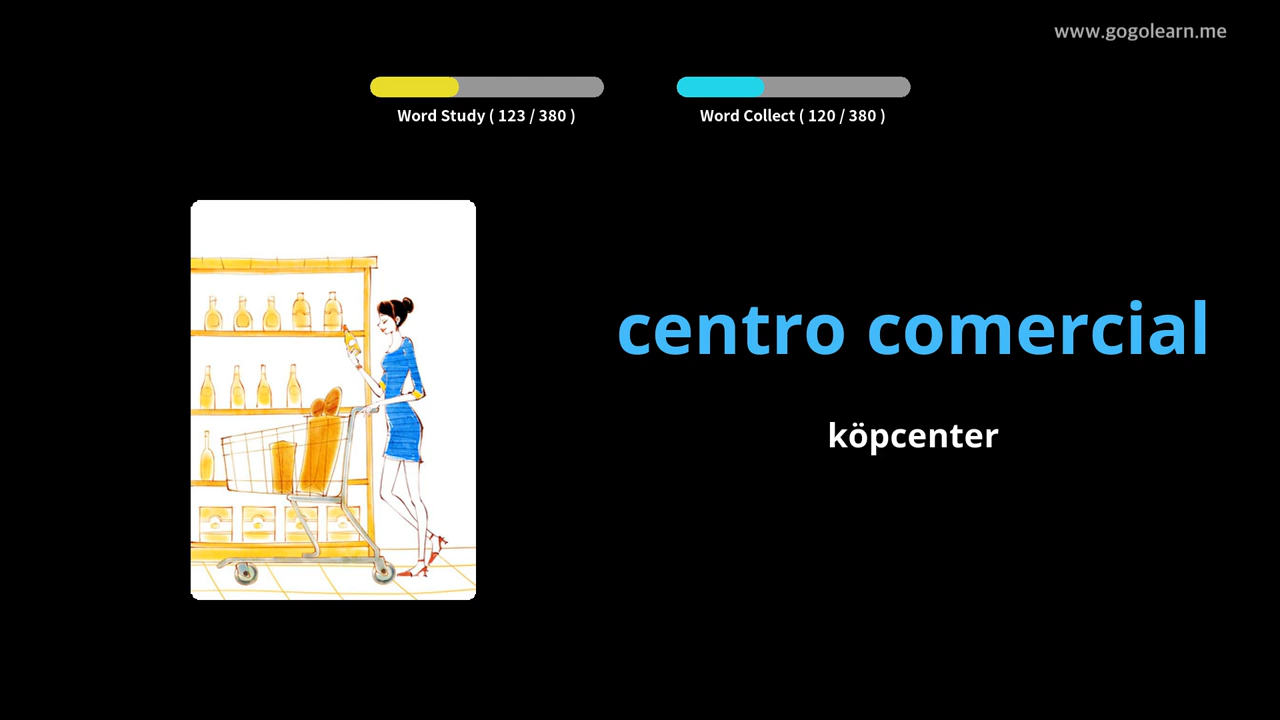 www.gogolearn.me
Word Study ( 123 / 380 )
Word Collect ( 120 / 380 )
centro comercial
köpcenter